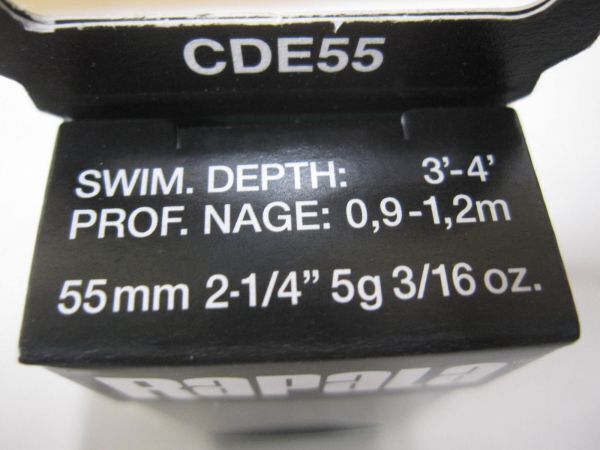 CDE55
SWIM. DEPTH: 3'-4'
PROF. NAGE: 0,9-1,2m
55mm 2-1/4” 5g 3/16 oz.
RAPALA